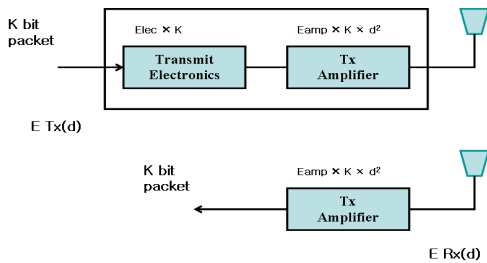 K bit
packet
Elec × K
Eamp × K × d²
Transmit
Electronics
Tx
Amplifier
E Tx(d)
K bit
packet
Eamp × K × d²
Tx
Amplifier
E Rx(d)